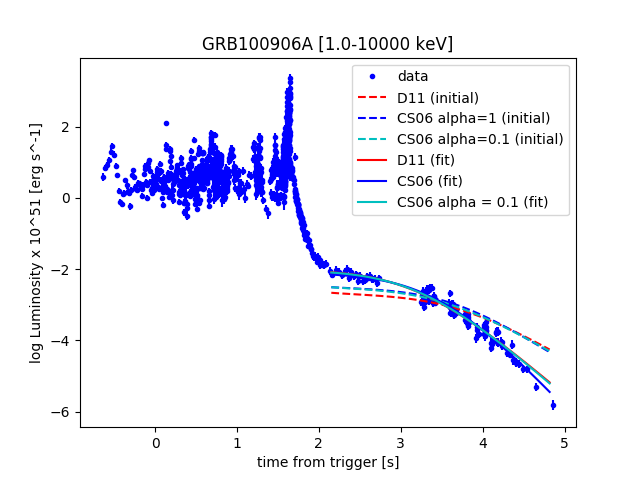 GRB100906A [1.0-10000 keV]
data
D11 (initial)
CS06 alpha=1 (initial)
CS06 alpha=0.1 (initial)
D11 (fit)
CS06 (fit)
CS06 alpha = 0.1 (fit)
log Luminosity x 10^51 [erg s^-1]
2
0
−2
−4
−6
0 1 2 3 4 5
time from trigger [s]